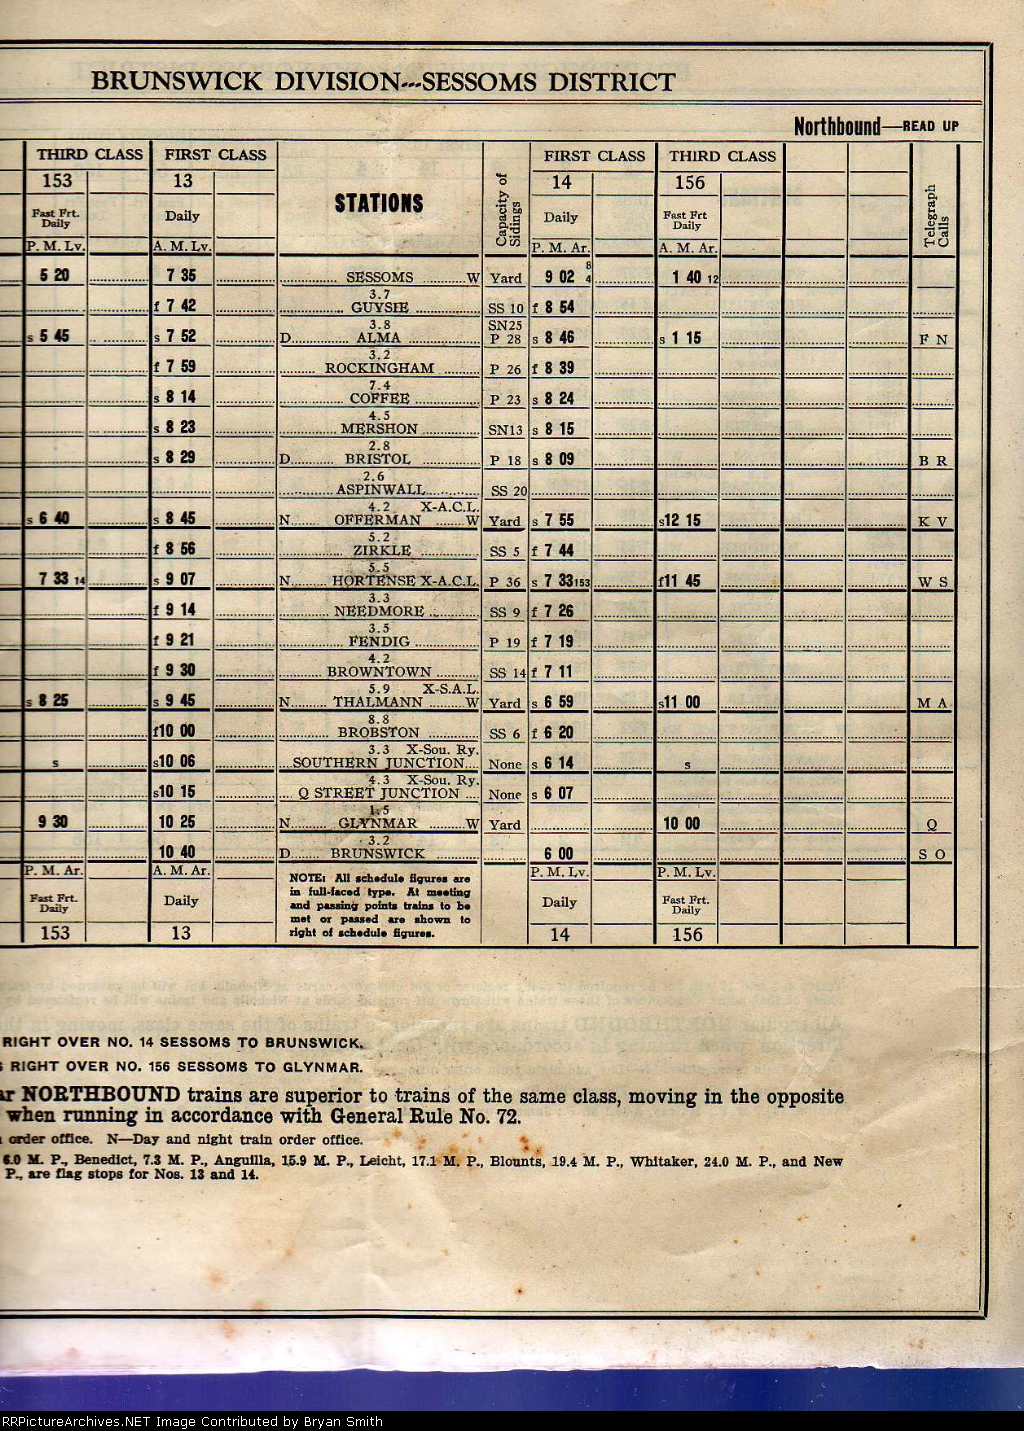 BRUNSWICK DIVISION---SESSOMS DISTRICT
Northbound—READ UP
THIRD CLASS FIRST CLASS STATIONS Capacity of Sidings FIRST CLASS THIRD CLASS Telegraph Calls
153 13 14 156
Fast Frt. Daily Daily Daily Fast Frt Daily
P. M. Lv. A. M. Lv. P. M. Ar. A. M. Ar.
5 20 7 35 SESSOMS W Yard 9 02 8 4 1 40 12
3.7
f 7 42 GUYSIE SS 10 f 8 54
3.8 SN25
s 5 45 s 7 52 D ALMA P 28 s 8 46 s 1 15 F N
3.2
f 7 59 ROCKINGHAM P 26 f 8 39
7.4
s 8 14 COFFEE P 23 s 8 24
4.5
s 8 23 MERSHON SN13 s 8 15
2.8
s 8 29 D BRISTOL P 18 s 8 09 B R
2.6
ASPINWALL SS 20
4.2 X-A.C.L.
s 6 40 s 8 45 N OFFERMAN W Yard s 7 55 s12 15 K V
5.2
f 8 56 ZIRKLE SS 5 f 7 44
5.5
7 33 14 s 9 07 N HORTENSE X-A.C.L. P 36 s 7 33 153 f11 45 W S
3.3
f 9 14 NEEDMORE SS 9 f 7 26
3.5
f 9 21 FENDIG P 19 f 7 19
4.2
f 9 30 BROWNTOWN SS 14 f 7 11
5.9 X-S.A.L.
s 8 25 s 9 45 N THALMANN W Yard s 6 59 s11 00 M A
8.8
f10 00 BROBSTON SS 6 f 6 20
3.3 X-Sou. Ry.
s s10 06 SOUTHERN JUNCTION None s 6 14 s
4.3 X-Sou. Ry.
s10 15 Q STREET JUNCTION None s 6 07
1.5
9 30 10 25 N GLYNMAR W Yard 10 00 Q
3.2
10 40 D BRUNSWICK 6 00 S O
P. M. Ar. A. M. Ar. P. M. Lv. P. M. Lv.
Fast Frt. Daily Daily Daily Fast Frt. Daily
153 13 14 156
NOTE: All schedule figures are
in full-faced type. At meeting
and passing points trains to be
met or passed are shown to
right of schedule figures.
RIGHT OVER NO. 14 SESSOMS TO BRUNSWICK.
S RIGHT OVER NO. 156 SESSOMS TO GLYNMAR.
ar NORTHBOUND trains are superior to trains of the same class, moving in the opposite
when running in accordance with General Rule No. 72.
order office. N—Day and night train order office.
6.0 M. P., Benedict, 7.3 M. P., Anguilla, 15.9 M. P., Leicht, 17.1 M. P., Blounts, 19.4 M. P., Whitaker, 24.0 M. P., and New
P., are flag stops for Nos. 13 and 14.
RRPictureArchives.NET Image Contributed by Bryan Smith